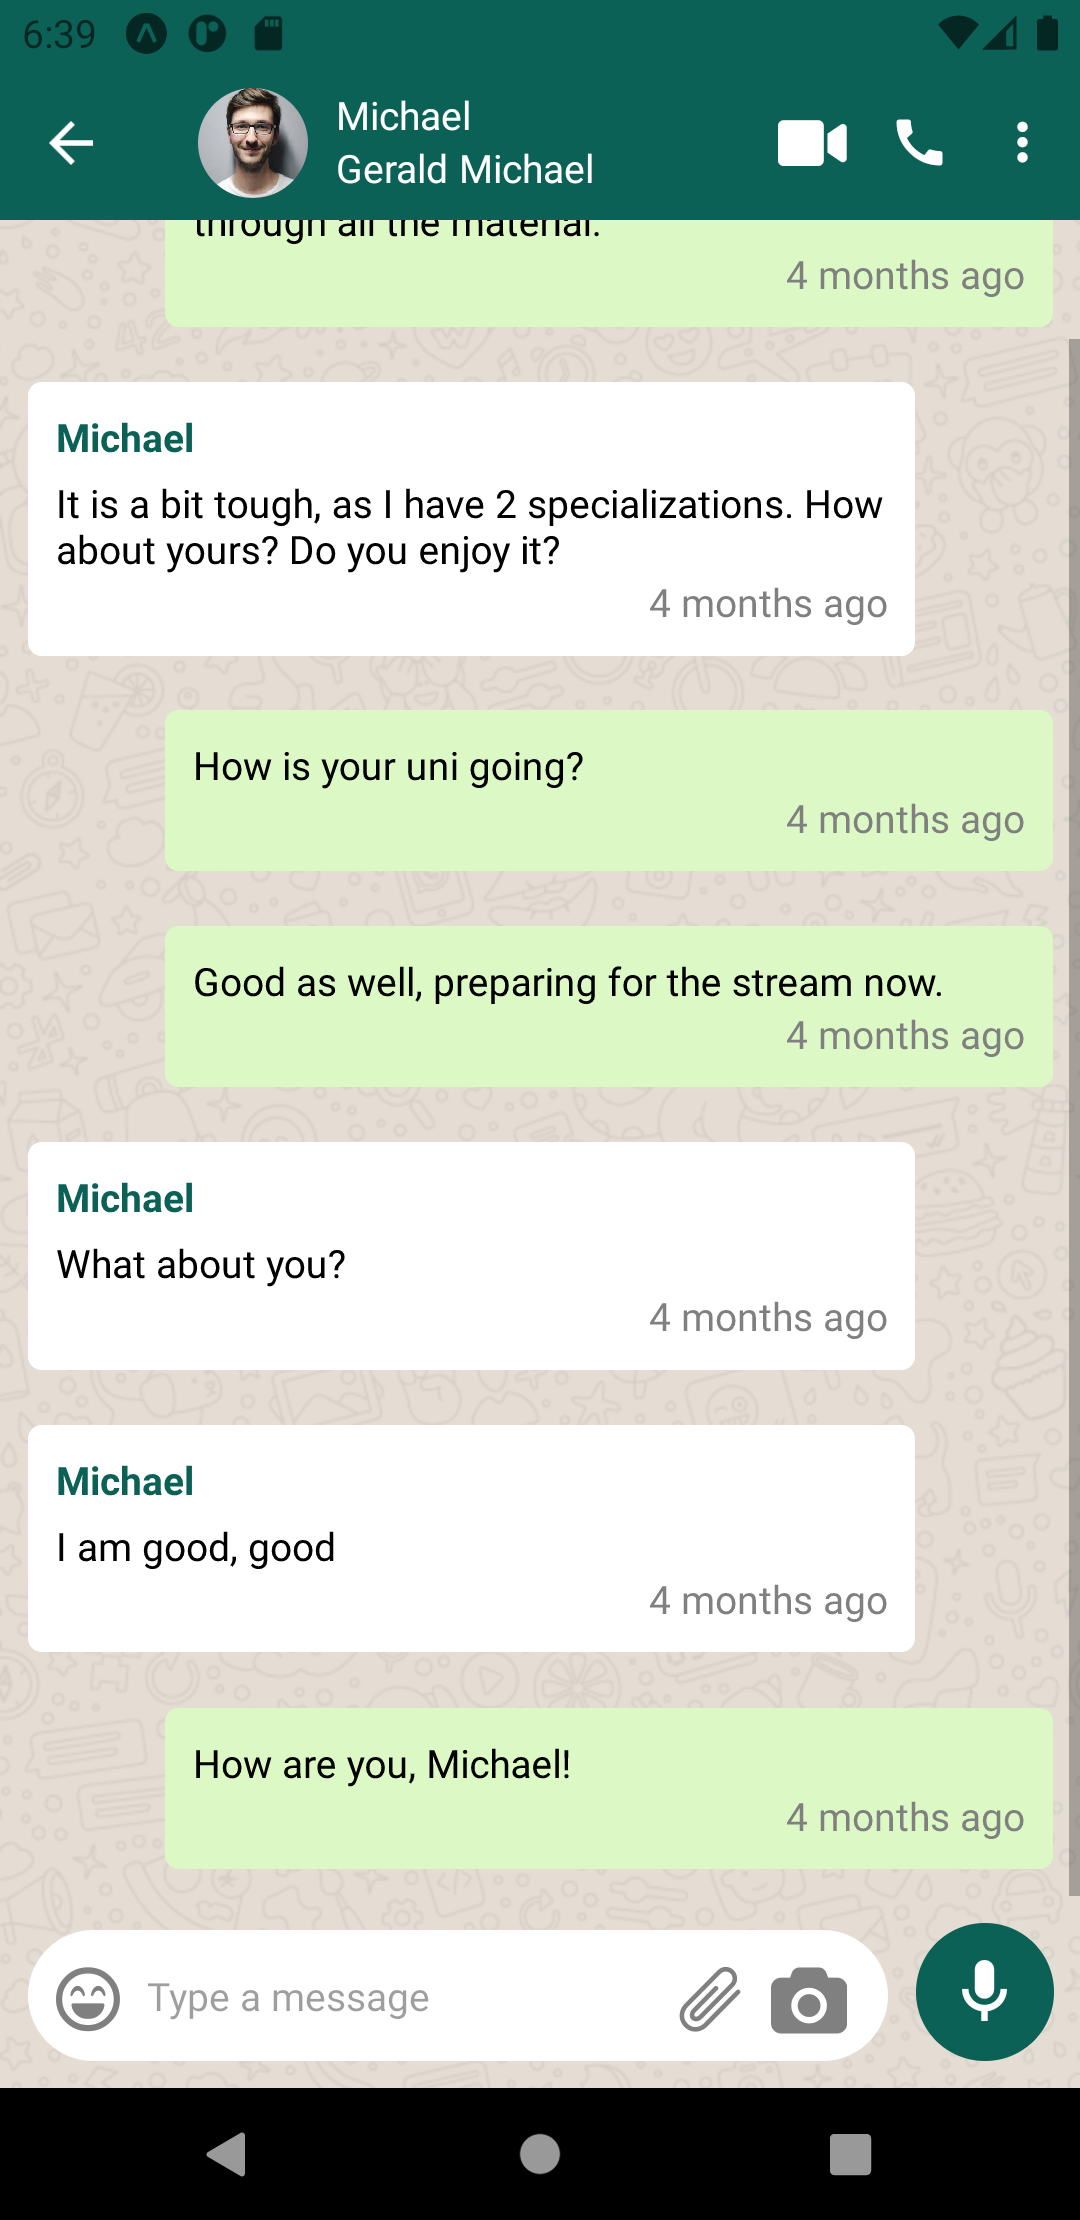 6:39
Michael
Gerald Michael
through all the material.
4 months ago
Michael
It is a bit tough, as I have 2 specializations. How
about yours? Do you enjoy it?
4 months ago
How is your uni going?
4 months ago
Good as well, preparing for the stream now.
4 months ago
Michael
What about you?
4 months ago
Michael
I am good, good
4 months ago
How are you, Michael!
4 months ago
Type a message